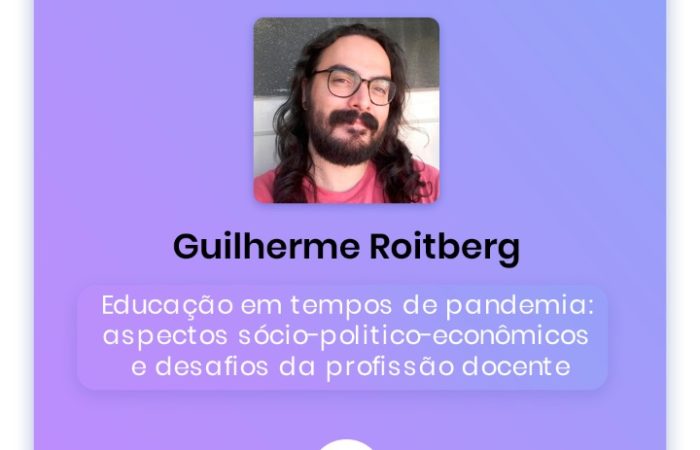 Guilherme Roitberg
Educação em tempos de pandemia:
aspectos sócio-politico-econômicos
e desafios da profissão docente